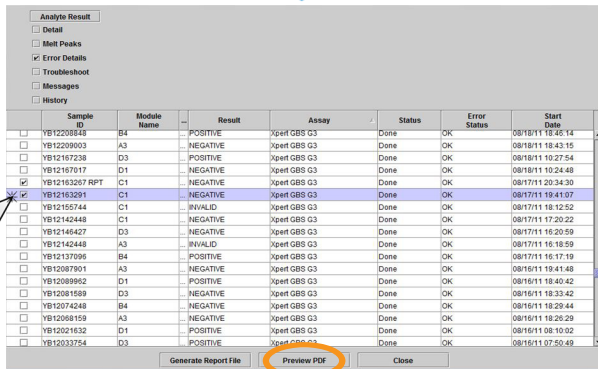 Analyte Result
Detail
Melt Peaks
Error Details
Troubleshoot
Messages
History
Sample ID Module Name ... Result Assay Status Error Status Start Date
YB12208848 B4 ... POSITIVE Xpert GBS G3 Done OK 08/18/11 18:46:14
YB12209003 A3 ... NEGATIVE Xpert GBS G3 Done OK 08/18/11 18:43:15
YB12167238 D3 ... POSITIVE Xpert GBS G3 Done OK 08/18/11 10:27:54
YB12167017 D1 ... NEGATIVE Xpert GBS G3 Done OK 08/18/11 10:24:48
YB12163267 RPT C1 ... NEGATIVE Xpert GBS G3 Done OK 08/17/11 20:34:30
YB12163291 C1 ... NEGATIVE Xpert GBS G3 Done OK 08/17/11 19:41:07
YB12155744 C1 ... INVALID Xpert GBS G3 Done OK 08/17/11 18:12:52
YB12142448 C1 ... NEGATIVE Xpert GBS G3 Done OK 08/17/11 17:20:22
YB12146427 D3 ... NEGATIVE Xpert GBS G3 Done OK 08/17/11 16:20:59
YB12142448 A3 ... INVALID Xpert GBS G3 Done OK 08/17/11 16:18:59
YB12137096 B4 ... POSITIVE Xpert GBS G3 Done OK 08/17/11 16:17:19
YB12087901 A3 ... NEGATIVE Xpert GBS G3 Done OK 08/16/11 19:41:48
YB12089962 D1 ... POSITIVE Xpert GBS G3 Done OK 08/16/11 18:40:42
YB12081589 D3 ... NEGATIVE Xpert GBS G3 Done OK 08/16/11 18:33:42
YB12074248 B4 ... NEGATIVE Xpert GBS G3 Done OK 08/16/11 18:29:44
YB12068159 A3 ... NEGATIVE Xpert GBS G3 Done OK 08/16/11 18:26:29
YB12021632 D1 ... POSITIVE Xpert GBS G3 Done OK 08/16/11 08:10:02
YB12033754 D3 ... POSITIVE Xpert GBS G3 Done OK 08/16/11 07:50:49
Generate Report File Preview PDF Close